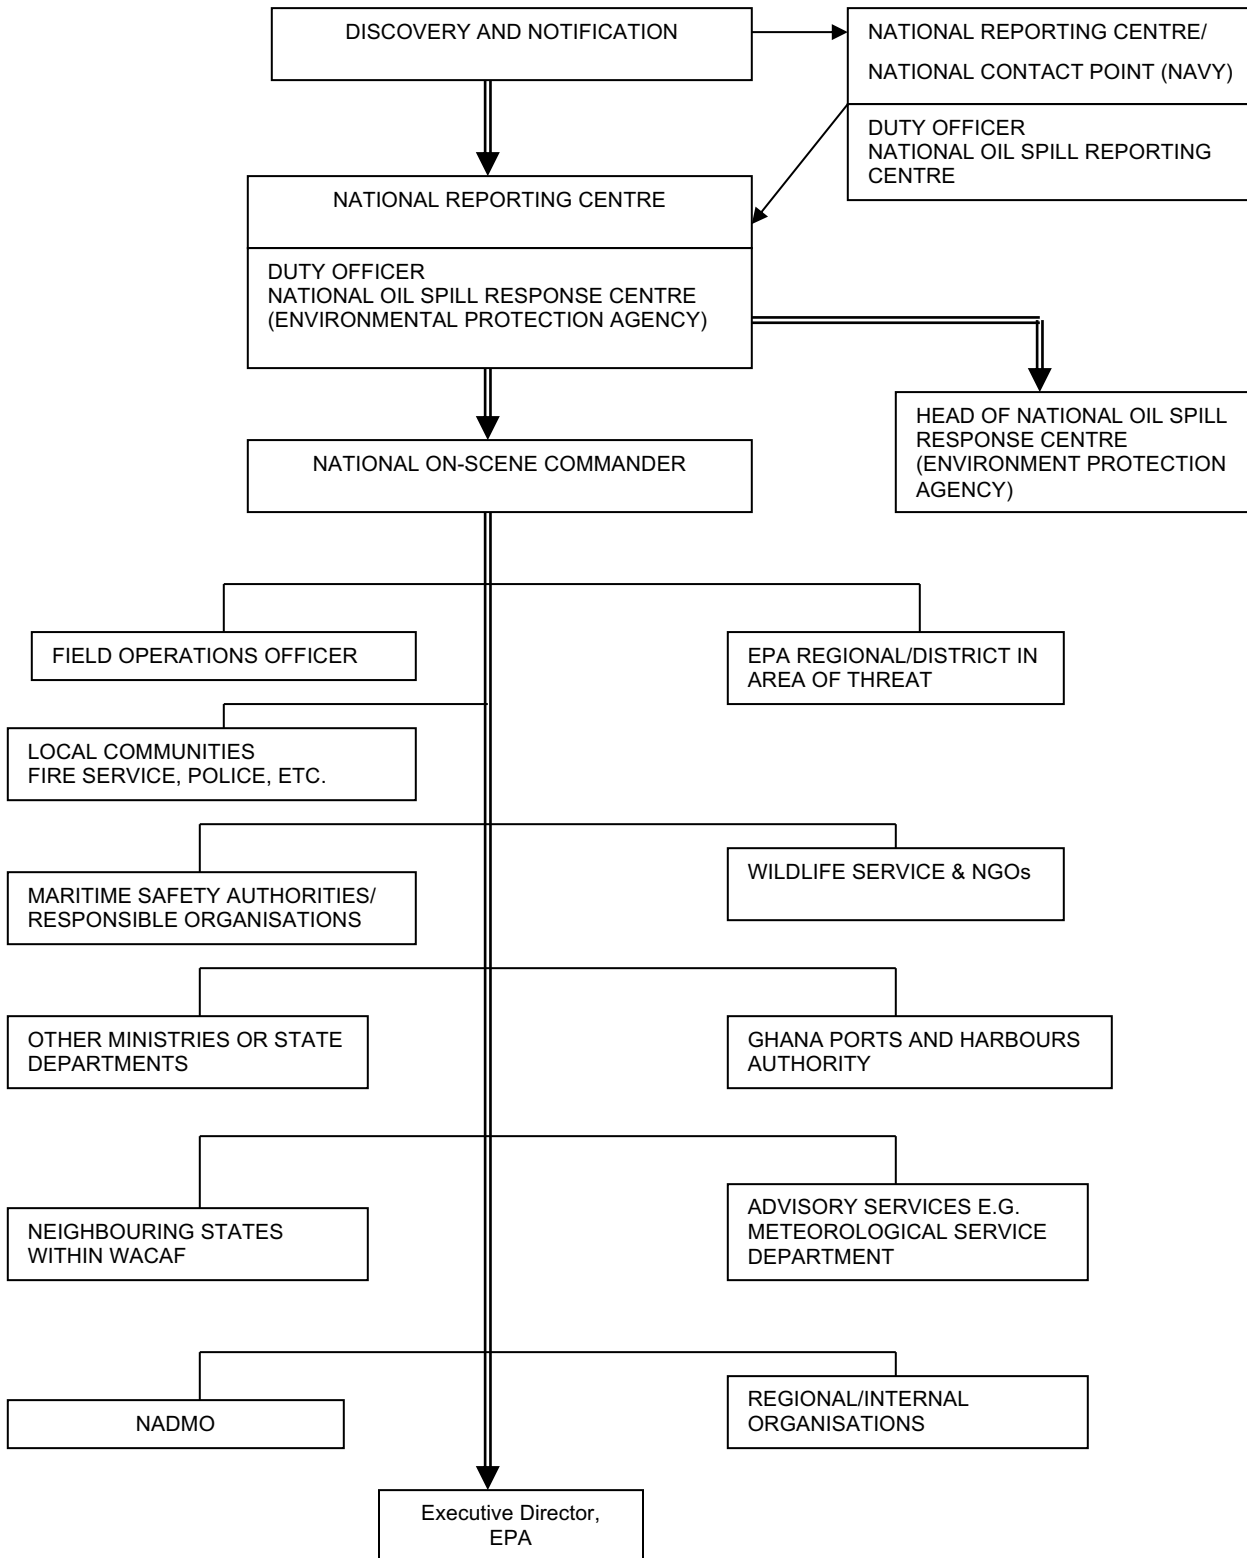 DISCOVERY AND NOTIFICATION
NATIONAL REPORTING CENTRE/
NATIONAL CONTACT POINT (NAVY)
DUTY OFFICER
NATIONAL OIL SPILL REPORTING
CENTRE
NATIONAL REPORTING CENTRE
DUTY OFFICER
NATIONAL OIL SPILL RESPONSE CENTRE
(ENVIRONMENTAL PROTECTION AGENCY)
HEAD OF NATIONAL OIL SPILL
RESPONSE CENTRE
(ENVIRONMENT PROTECTION
AGENCY)
NATIONAL ON-SCENE COMMANDER
FIELD OPERATIONS OFFICER
EPA REGIONAL/DISTRICT IN
AREA OF THREAT
LOCAL COMMUNITIES
FIRE SERVICE, POLICE, ETC.
MARITIME SAFETY AUTHORITIES/
RESPONSIBLE ORGANISATIONS
WILDLIFE SERVICE & NGOs
OTHER MINISTRIES OR STATE
DEPARTMENTS
GHANA PORTS AND HARBOURS
AUTHORITY
NEIGHBOURING STATES
WITHIN WACAF
ADVISORY SERVICES E.G.
METEOROLOGICAL SERVICE
DEPARTMENT
NADMO
REGIONAL/INTERNAL
ORGANISATIONS
Executive Director,
EPA